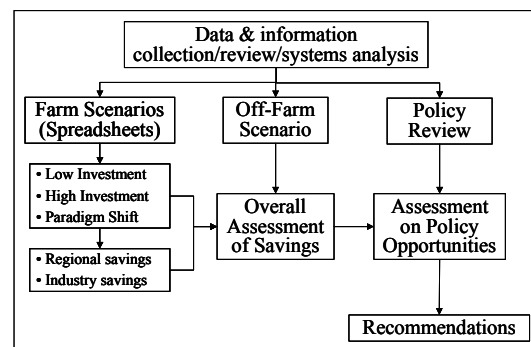 Data & information
collection/review/systems analysis
Farm Scenarios
(Spreadsheets)
Off-Farm
Scenario
Policy
Review
• Low Investment
• High Investment
• Paradigm Shift
• Regional savings
• Industry savings
Overall
Assessment
of Savings
Assessment
on Policy
Opportunities
Recommendations